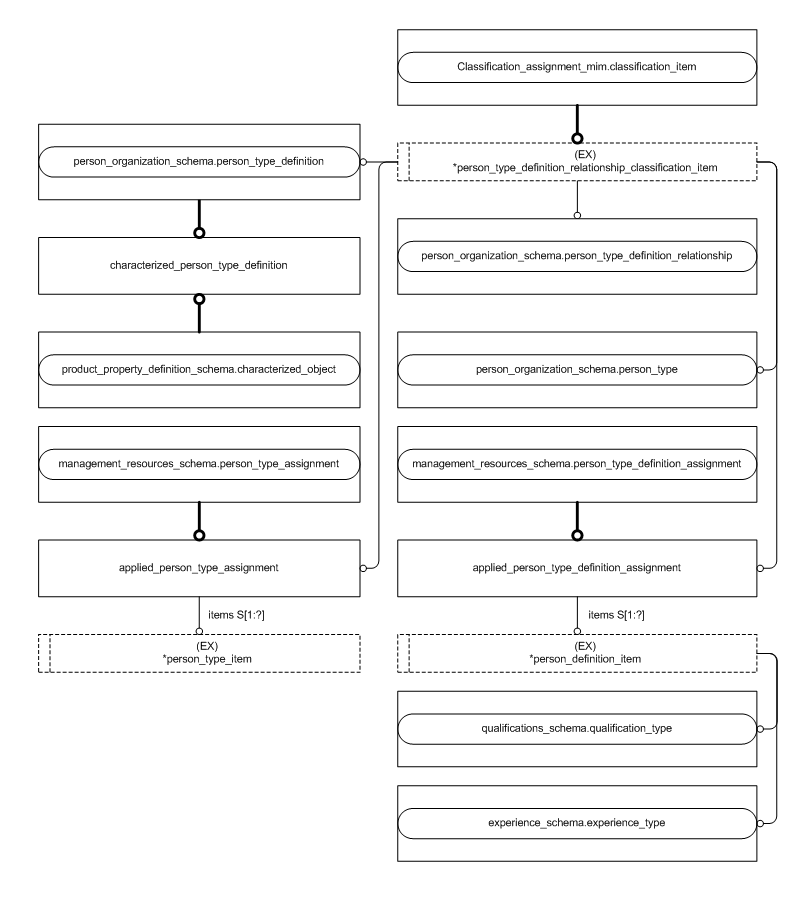 Classification_assignment_mim.classification_item
person_organization_schema.person_type_definition
(EX)
*person_type_definition_relationship_classification_item
characterized_person_type_definition
person_organization_schema.person_type_definition_relationship
product_property_definition_schema.characterized_object
person_organization_schema.person_type
management_resources_schema.person_type_assignment
management_resources_schema.person_type_definition_assignment
applied_person_type_assignment
applied_person_type_definition_assignment
items S[1:?]
items S[1:?]
(EX)
*person_type_item
(EX)
*person_definition_item
qualifications_schema.qualification_type
experience_schema.experience_type